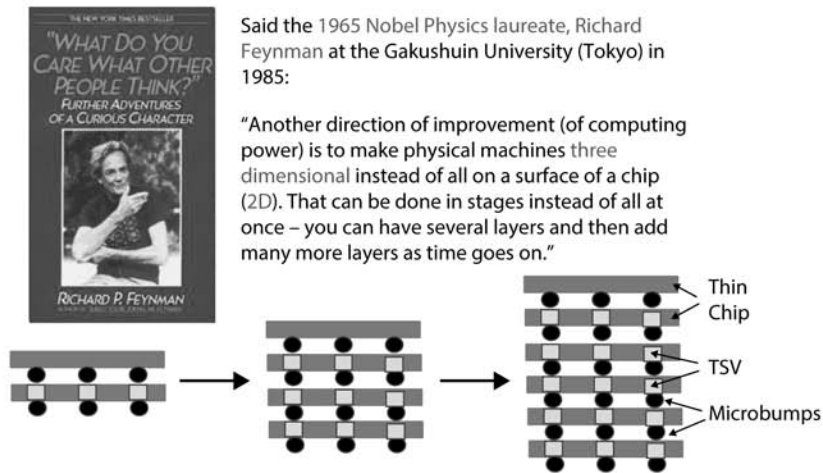 THE NEW YORK TIMES BESTSELLER
"WHAT DO YOU
CARE WHAT OTHER
PEOPLE THINK?"
FURTHER ADVENTURES
OF A CURIOUS CHARACTER
RICHARD P. FEYNMAN
Said the 1965 Nobel Physics laureate, Richard
Feynman at the Gakushuin University (Tokyo) in
1985:
“Another direction of improvement (of computing
power) is to make physical machines three
dimensional instead of all on a surface of a chip
(2D). That can be done in stages instead of all at
once – you can have several layers and then add
many more layers as time goes on.”
Thin
Chip
TSV
Microbumps